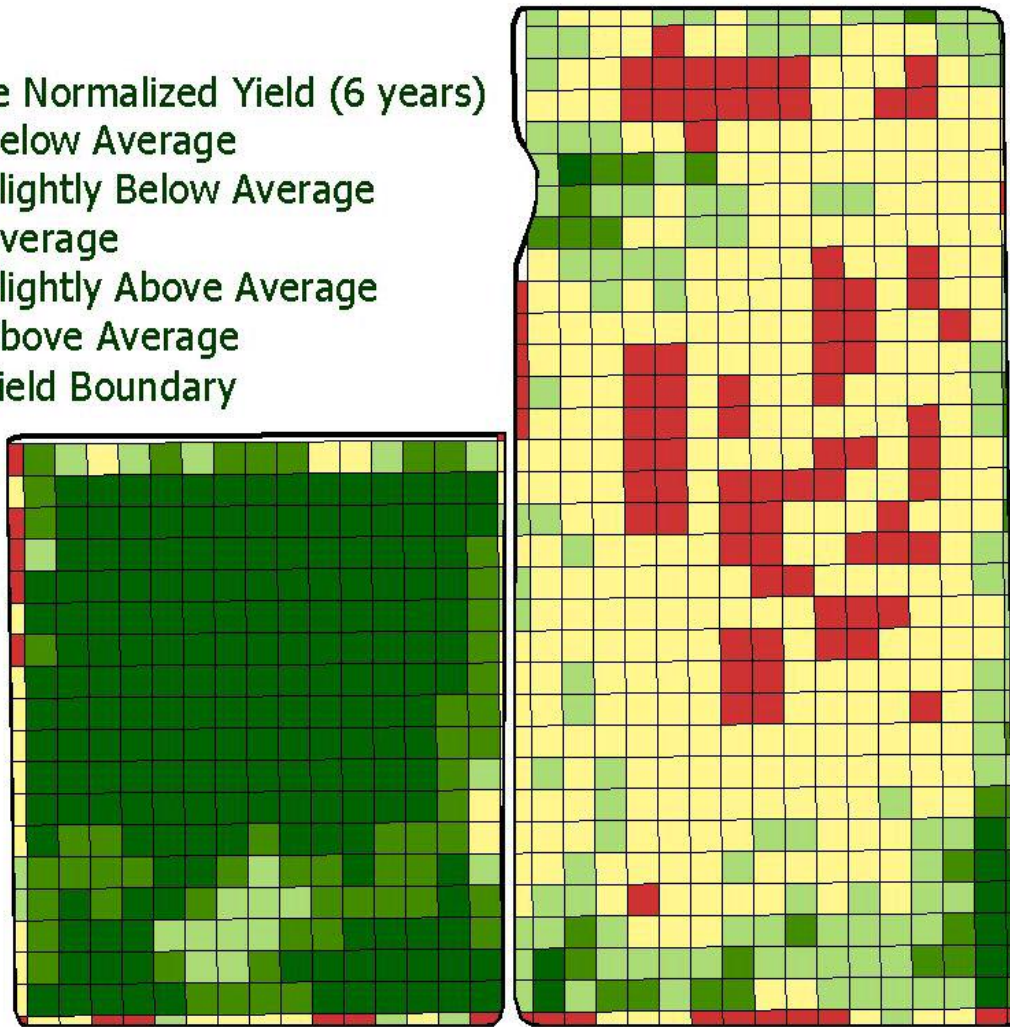 e Normalized Yield (6 years)
elow Average
lightly Below Average
verage
lightly Above Average
bove Average
ield Boundary